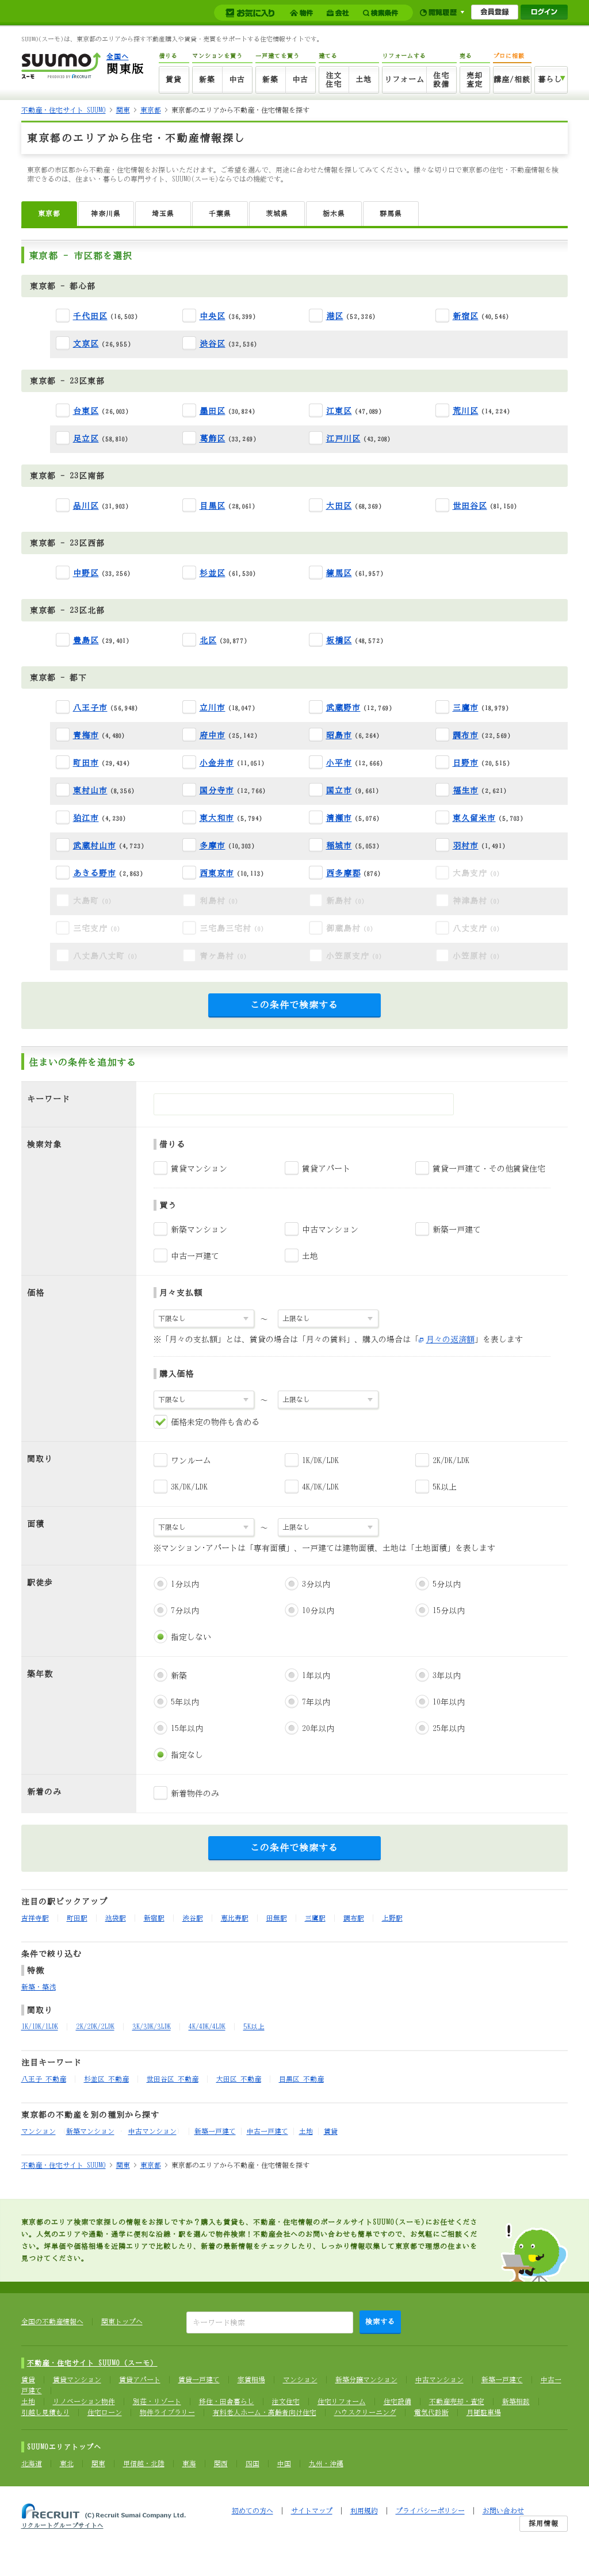 お気に入り 物件 会社 検索条件 閲覧履歴 会員登録 ログイン
SUUMO(スーモ)は、東京都のエリアから探す不動産購入や賃貸・売買をサポートする住宅情報サイトです。
SUUMO スーモ
全国へ
関東版
借りる マンションを買う 一戸建てを買う 建てる リフォームする 売る プロに相談
賃貸 新築 中古 新築 中古 注文住宅 土地 リフォーム 住宅設備 売却査定 講座/相談 暮らし
不動産・住宅サイト SUUMO > 関東 > 東京都 > 東京都のエリアから不動産・住宅情報を探す
東京都のエリアから住宅・不動産情報探し
東京都の市区郡から不動産・住宅情報をお探しいただけます。ご希望を選んで、用途に合わせた情報を探してみてください。様々な切り口で東京都の住宅・不動産情報を検索できるのは、住まい・暮らしの専門サイト、SUUMO(スーモ)ならではの機能です。
東京都 神奈川県 埼玉県 千葉県 茨城県 栃木県 群馬県
東京都 - 市区郡を選択
東京都 - 都心部
千代田区 (16,503) 中央区 (36,399) 港区 (52,326) 新宿区 (40,546)
文京区 (26,955) 渋谷区 (32,536)
東京都 - 23区東部
台東区 (26,003) 墨田区 (30,824) 江東区 (47,089) 荒川区 (14,224)
足立区 (58,810) 葛飾区 (33,269) 江戸川区 (43,208)
東京都 - 23区南部
品川区 (31,903) 目黒区 (28,061) 大田区 (68,369) 世田谷区 (81,150)
東京都 - 23区西部
中野区 (33,256) 杉並区 (61,530) 練馬区 (61,957)
東京都 - 23区北部
豊島区 (29,401) 北区 (30,877) 板橋区 (48,572)
東京都 - 都下
八王子市 (56,948) 立川市 (18,047) 武蔵野市 (12,769) 三鷹市 (18,979)
青梅市 (4,480) 府中市 (25,142) 昭島市 (6,264) 調布市 (22,569)
町田市 (29,434) 小金井市 (11,051) 小平市 (12,666) 日野市 (20,515)
東村山市 (8,356) 国分寺市 (12,766) 国立市 (9,661) 福生市 (2,621)
狛江市 (4,230) 東大和市 (5,794) 清瀬市 (5,076) 東久留米市 (5,703)
武蔵村山市 (4,723) 多摩市 (10,303) 稲城市 (5,053) 羽村市 (1,491)
あきる野市 (2,863) 西東京市 (10,113) 西多摩郡 (876) 大島支庁 (0)
大島町 (0) 利島村 (0) 新島村 (0) 神津島村 (0)
三宅支庁 (0) 三宅島三宅村 (0) 御蔵島村 (0) 八丈支庁 (0)
八丈島八丈町 (0) 青ヶ島村 (0) 小笠原支庁 (0) 小笠原村 (0)
この条件で検索する
住まいの条件を追加する
キーワード
検索対象
借りる
賃貸マンション 賃貸アパート 賃貸一戸建て・その他賃貸住宅
買う
新築マンション 中古マンション 新築一戸建て
中古一戸建て 土地
価格
月々支払額
下限なし ～ 上限なし
※「月々の支払額」とは、賃貸の場合は「月々の賃料」、購入の場合は「月々の返済額」を表します
購入価格
下限なし ～ 上限なし
価格未定の物件も含める
間取り
ワンルーム 1K/DK/LDK 2K/DK/LDK
3K/DK/LDK 4K/DK/LDK 5K以上
面積
下限なし ～ 上限なし
※マンション・アパートは「専有面積」、一戸建ては建物面積、土地は「土地面積」を表します
駅徒歩
1分以内 3分以内 5分以内
7分以内 10分以内 15分以内
指定しない
築年数
新築 1年以内 3年以内
5年以内 7年以内 10年以内
15年以内 20年以内 25年以内
指定なし
新着のみ
新着物件のみ
この条件で検索する
注目の駅ピックアップ
吉祥寺駅 町田駅 池袋駅 新宿駅 渋谷駅 恵比寿駅 田無駅 三鷹駅 調布駅 上野駅
条件で絞り込む
特徴
新築・築浅
間取り
1K/1DK/1LDK 2K/2DK/2LDK 3K/3DK/3LDK 4K/4DK/4LDK 5K以上
注目キーワード
八王子 不動産 杉並区 不動産 世田谷区 不動産 大田区 不動産 目黒区 不動産
東京都の不動産を別の種別から探す
マンション 新築マンション 中古マンション 新築一戸建て 中古一戸建て 土地 賃貸
不動産・住宅サイト SUUMO > 関東 > 東京都 > 東京都のエリアから不動産・住宅情報を探す
東京都のエリア検索で家探しの情報をお探しですか？購入も賃貸も、不動産・住宅情報のポータルサイトSUUMO(スーモ)にお任せください。人気のエリアや通勤・通学に便利な沿線・駅を選んで物件検索！不動産会社へのお問い合わせも簡単ですので、お気軽にご相談ください。坪単価や価格相場を近隣エリアで比較したり、新着の最新情報をチェックしたり、しっかり情報収集して東京都で理想の住まいを見つけてください。
全国の不動産情報へ 関東トップへ キーワード検索 検索する
不動産・住宅サイト SUUMO (スーモ)
賃貸 賃貸マンション 賃貸アパート 賃貸一戸建て 家賃相場 マンション 新築分譲マンション 中古マンション 新築一戸建て 中古一戸建て
土地 リノベーション物件 別荘・リゾート 移住・田舎暮らし 注文住宅 住宅リフォーム 住宅設備 不動産売却・査定 新築相談
引越し見積もり 住宅ローン 物件ライブラリー 有料老人ホーム・高齢者向け住宅 ハウスクリーニング 電気代診断 月極駐車場
SUUMOエリアトップへ
北海道 東北 関東 甲信越・北陸 東海 関西 四国 中国 九州・沖縄
RECRUIT (C) Recruit Sumai Company Ltd.
リクルートグループサイトへ
初めての方へ | サイトマップ | 利用規約 | プライバシーポリシー | お問い合わせ
採用情報